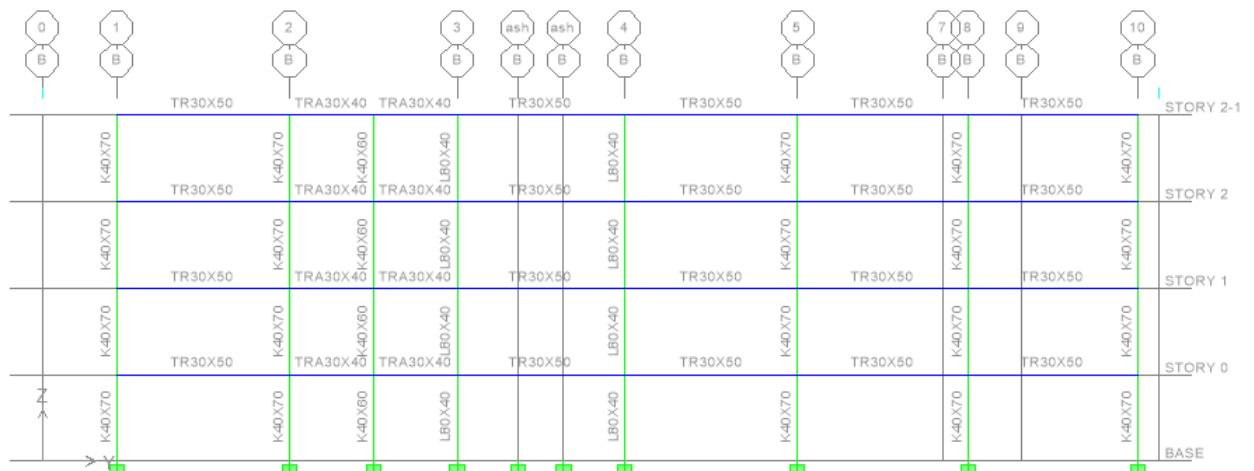 0 1 2 3 ash ash 4 5 7 8 9 10
B B B B B B B B B B B B
TR30X50 TRA30X40 TRA30X40 TR30X50 TR30X50 TR30X50 TR30X50 STORY 2-1
K40X70 K40X70 K40X60 L80X40 L80X40 K40X70 K40X70 K40X70
TR30X50 TRA30X40 TRA30X40 TR30X50 TR30X50 TR30X50 TR30X50 STORY 2
K40X70 K40X70 K40X60 L80X40 L80X40 K40X70 K40X70 K40X70
TR30X50 TRA30X40 TRA30X40 TR30X50 TR30X50 TR30X50 TR30X50 STORY 1
K40X70 K40X70 K40X60 L80X40 L80X40 K40X70 K40X70 K40X70
TR30X50 TRA30X40 TRA30X40 TR30X50 TR30X50 TR30X50 TR30X50 STORY 0
Z
K40X70 K40X70 K40X60 L80X40 L80X40 K40X70 K40X70 K40X70
Y BASE